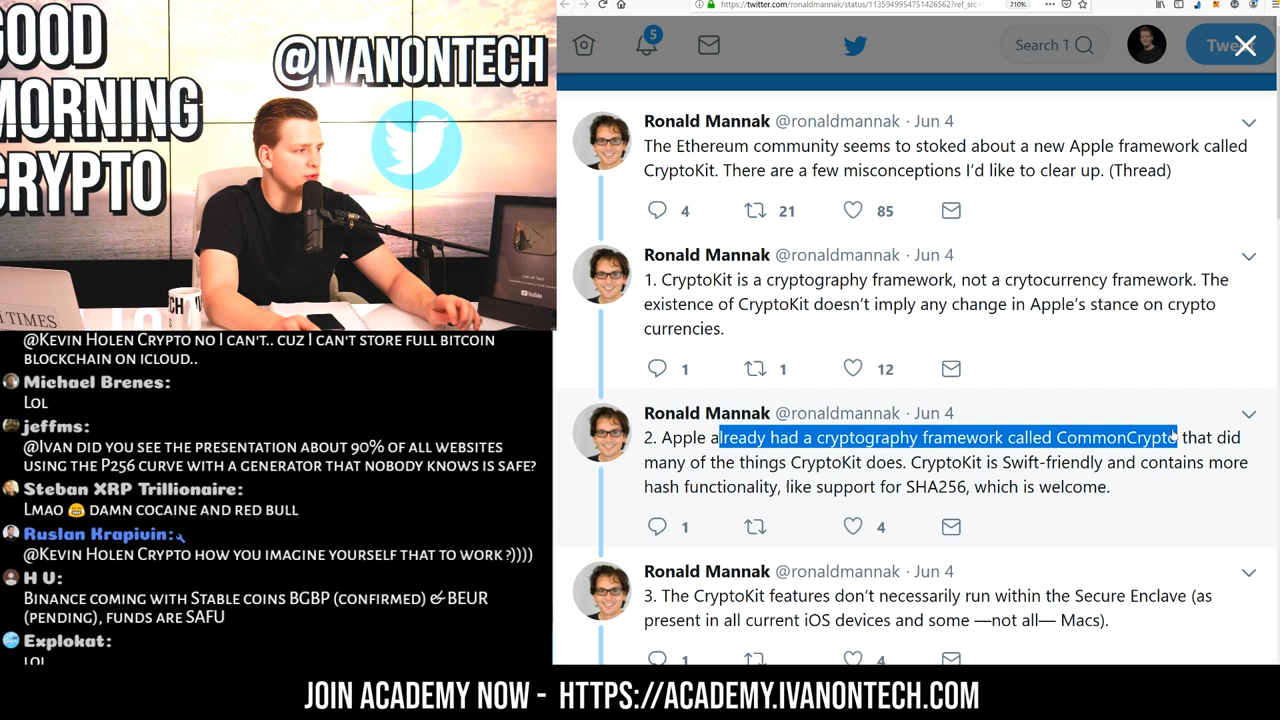 GOOD
MORNING
CRYPTO
@IVANONTECH
TIMES
@Kevin Holen Crypto no I can't.. cuz I can't store full bitcoin
blockchain on icloud..
Michael Brenes:
Lol
jeffms:
@Ivan did you see the presentation about 90% of all websites
using the P256 curve with a generator that nobody knows is safe?
Steban XRP Trillionaire:
Lmao 😂 damn cocaine and red bull
Ruslan Krapivin:
@Kevin Holen Crypto how you imagine yourself that to work ?))))
H U:
Binance coming with Stable coins BGBP (confirmed) & BEUR
(pending), funds are SAFU
Explokat:
LOL
https://twitter.com/ronaldmannak/status/1135949954751426562?ref_src=
210%
5
Search T
Tweet
Ronald Mannak @ronaldmannak · Jun 4
The Ethereum community seems to stoked about a new Apple framework called
CryptoKit. There are a few misconceptions I'd like to clear up. (Thread)
4 21 85
Ronald Mannak @ronaldmannak · Jun 4
1. CryptoKit is a cryptography framework, not a crytocurrency framework. The
existence of CryptoKit doesn't imply any change in Apple's stance on crypto
currencies.
1 1 12
Ronald Mannak @ronaldmannak · Jun 4
2. Apple already had a cryptography framework called CommonCrypto that did
many of the things CryptoKit does. CryptoKit is Swift-friendly and contains more
hash functionality, like support for SHA256, which is welcome.
1 4
Ronald Mannak @ronaldmannak · Jun 4
3. The CryptoKit features don't necessarily run within the Secure Enclave (as
present in all current iOS devices and some —not all— Macs).
1 4
JOIN ACADEMY NOW - HTTPS://ACADEMY.IVANONTECH.COM